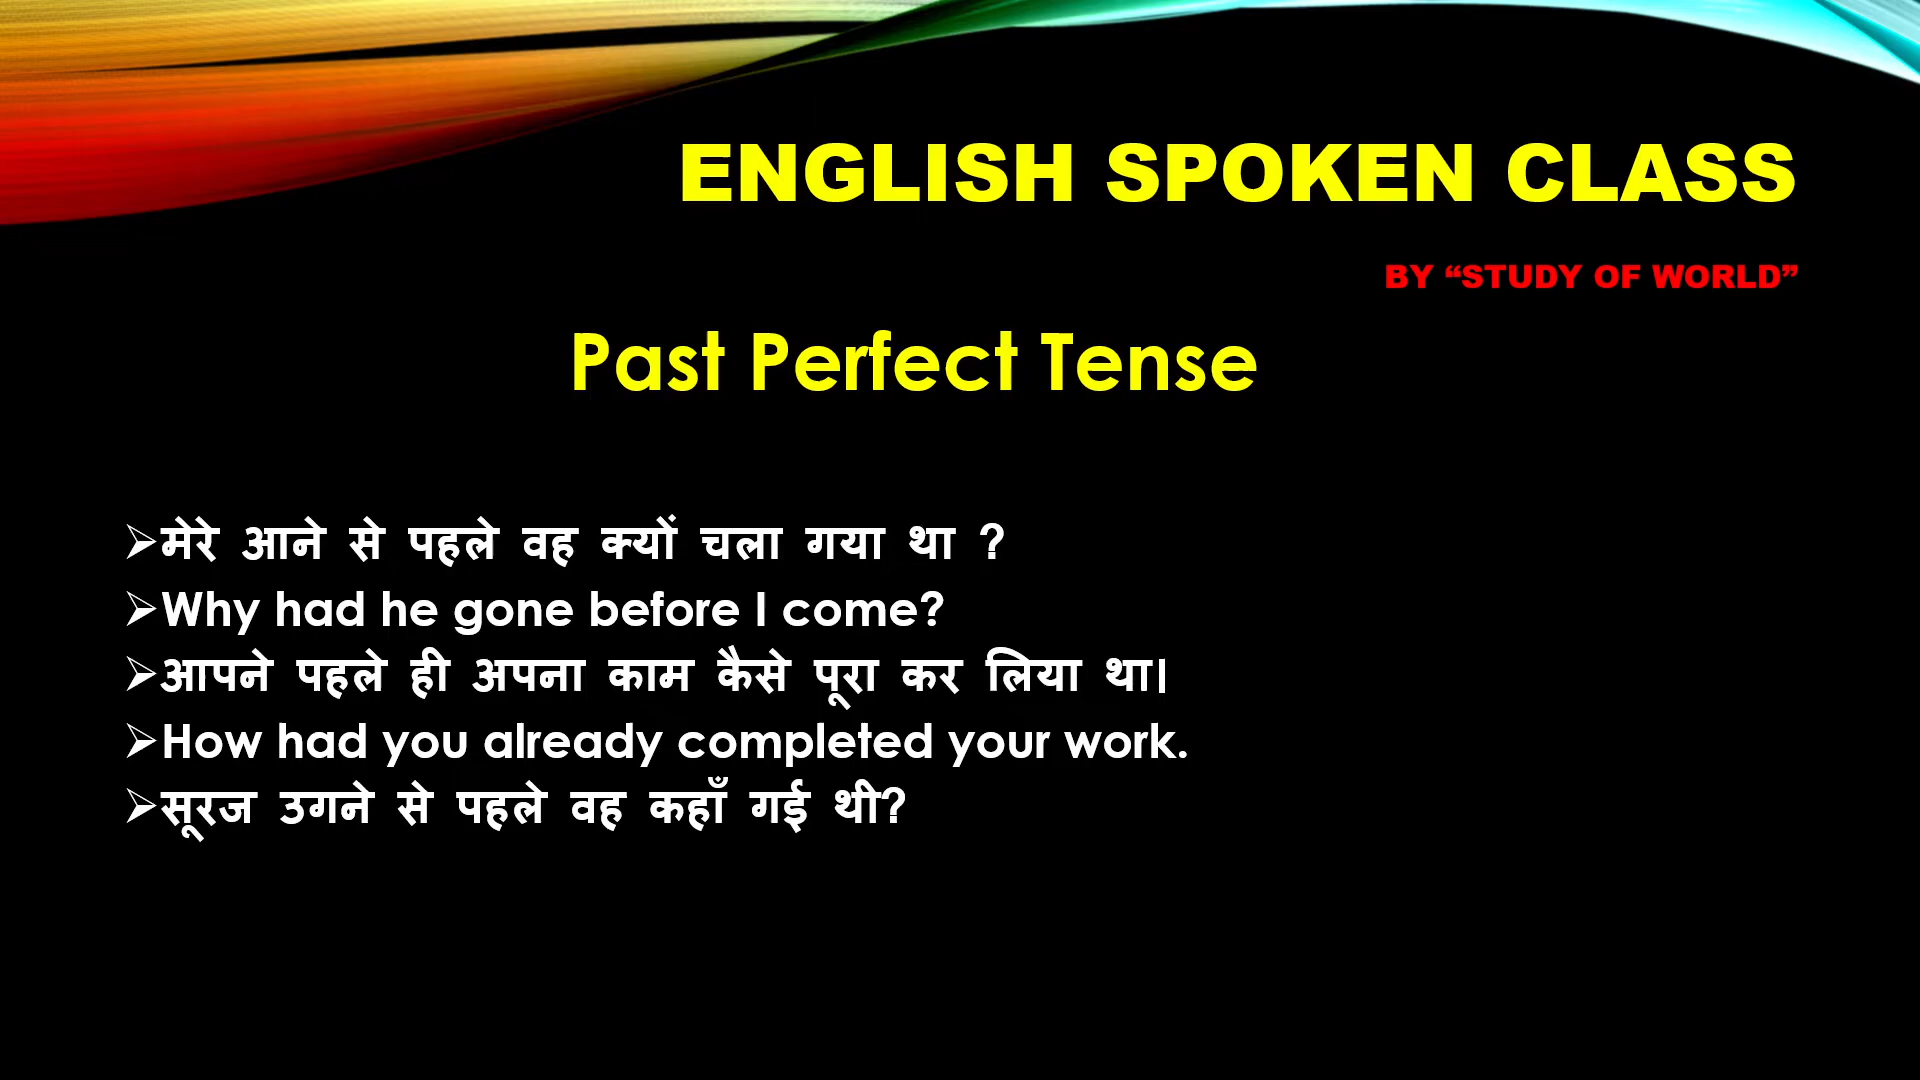 ENGLISH SPOKEN CLASS
BY “STUDY OF WORLD”
Past Perfect Tense
➢मेरे आने से पहले वह क्यों चला गया था ?
➢Why had he gone before I come?
➢आपने पहले ही अपना काम कैसे पूरा कर लिया था।
➢How had you already completed your work.
➢सूरज उगने से पहले वह कहाँ गई थी?